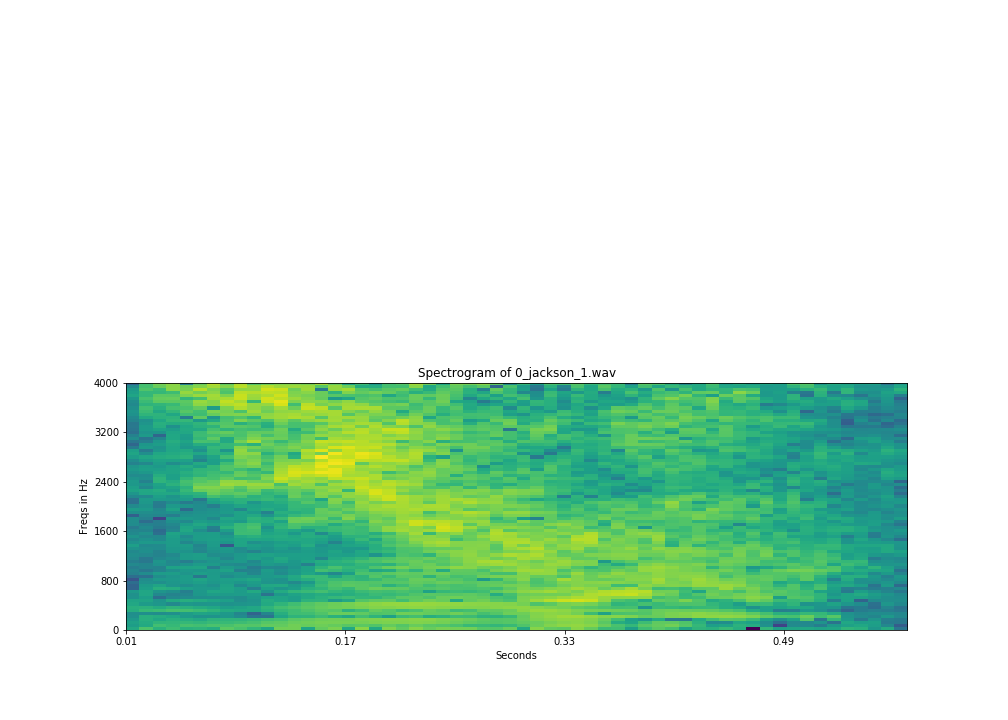 Spectrogram of 0_jackson_1.wav
4000
3200
2400
1600
800
0
Freqs in Hz
0.01 0.17 0.33 0.49
Seconds